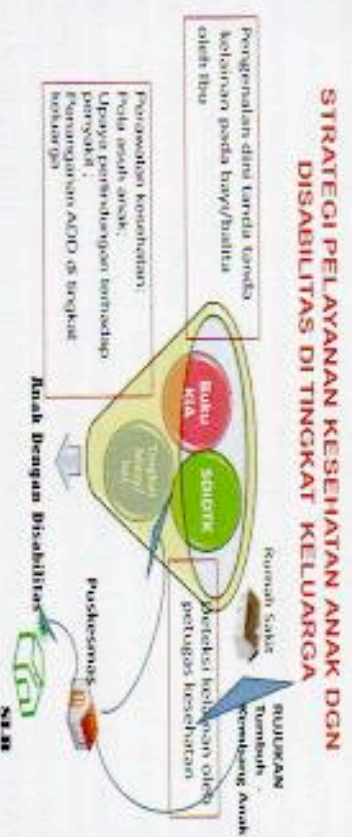 STRATEGI PELAYANAN KESEHATAN ANAK DGN
DISABILITAS DI TINGKAT KELUARGA
Pengenalan dini tanda tanda
kelainan pada bayi/balita
oleh Ibu
Perawatan kesehatan;
Pola asuh anak;
Upaya perlindungan terhadap
penyakit;
Penanganan ADD di tingkat
keluarga
Buku
KIA
SDIDTK
Rumah Sakit
RUJUKAN
Tumbuh -
Kembang Anak
Deteksi kelainan oleh
petugas kesehatan
Puskesmas
Anak Dengan Disabilitas
SLB